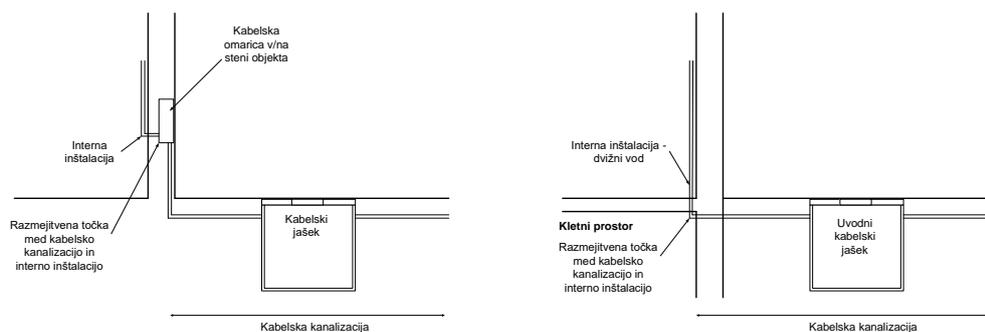 Kabelska
omarica v/na
steni objekta
Interna
inštalacija
Razmejitvena točka
med kabelsko
kanalizacijo in
interno inštalacijo
Kabelski
jašek
Kabelska kanalizacija
Interna inštalacija -
dvižni vod
Kletni prostor
Razmejitvena točka
med kabelsko
kanalizacijo in
interno inštalacijo
Uvodni
kabelski
jašek
Kabelska kanalizacija